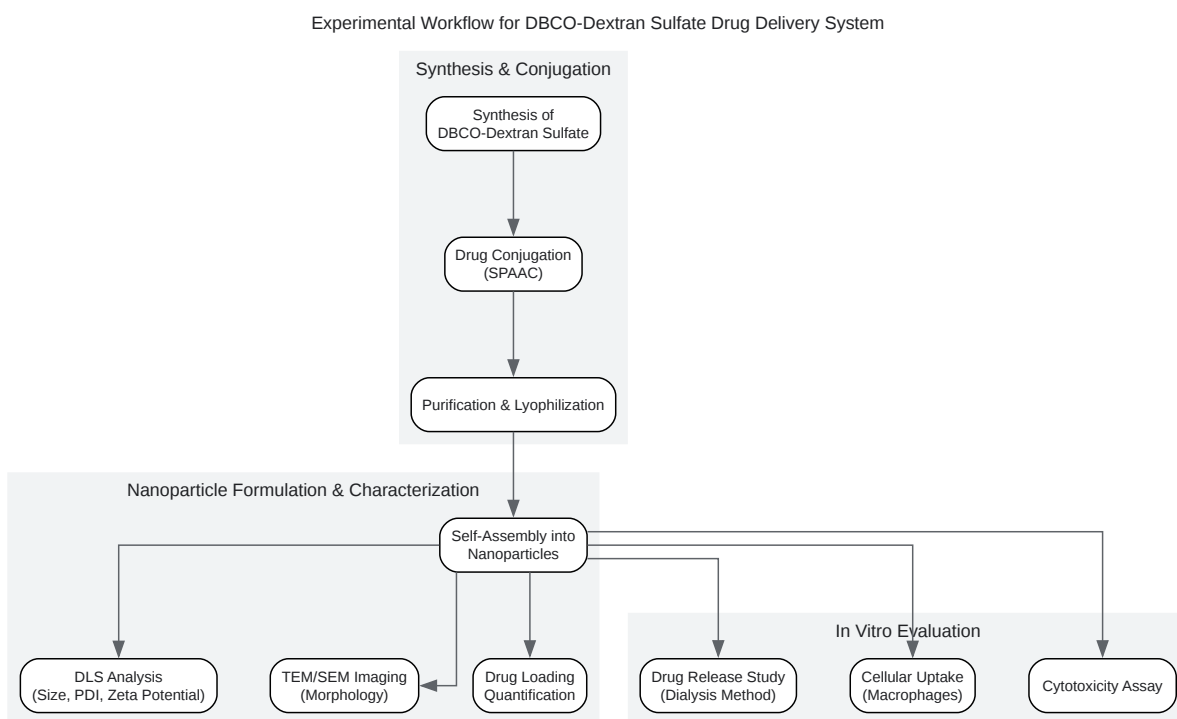 Experimental Workflow for DBCO-Dextran Sulfate Drug Delivery System
Synthesis & Conjugation
Synthesis of
DBCO-Dextran Sulfate
Drug Conjugation
(SPAAC)
Purification & Lyophilization
Nanoparticle Formulation & Characterization
Self-Assembly into
Nanoparticles
In Vitro Evaluation
DLS Analysis
(Size, PDI, Zeta Potential)
TEM/SEM Imaging
(Morphology)
Drug Loading
Quantification
Drug Release Study
(Dialysis Method)
Cellular Uptake
(Macrophages)
Cytotoxicity Assay